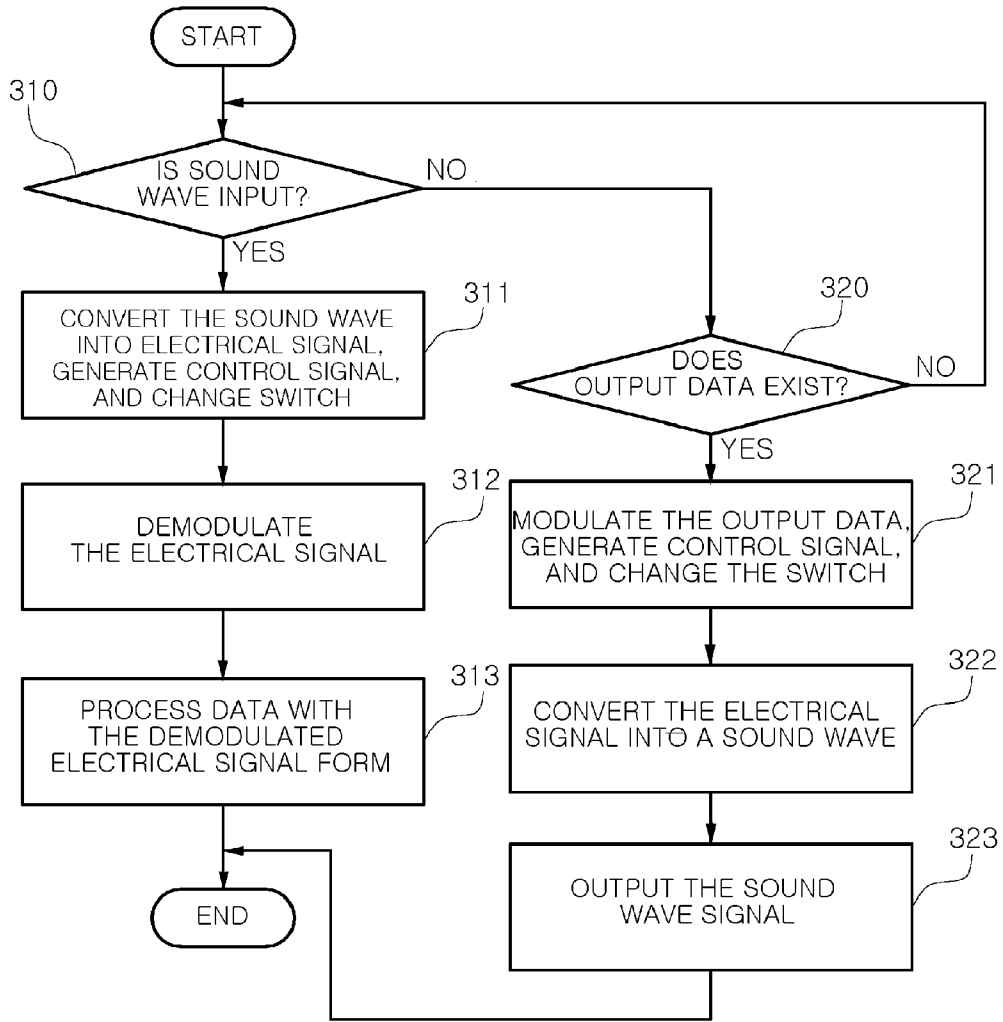 START
310
IS SOUND
WAVE INPUT?
NO
YES
311
CONVERT THE SOUND WAVE
INTO ELECTRICAL SIGNAL,
GENERATE CONTROL SIGNAL,
AND CHANGE SWITCH
312
DEMODULATE
THE ELECTRICAL SIGNAL
313
PROCESS DATA WITH
THE DEMODULATED
ELECTRICAL SIGNAL FORM
END
320
DOES
OUTPUT DATA EXIST?
NO
YES
321
MODULATE THE OUTPUT DATA,
GENERATE CONTROL SIGNAL,
AND CHANGE THE SWITCH
322
CONVERT THE ELECTRICAL
SIGNAL INTO A SOUND WAVE
323
OUTPUT THE SOUND
WAVE SIGNAL